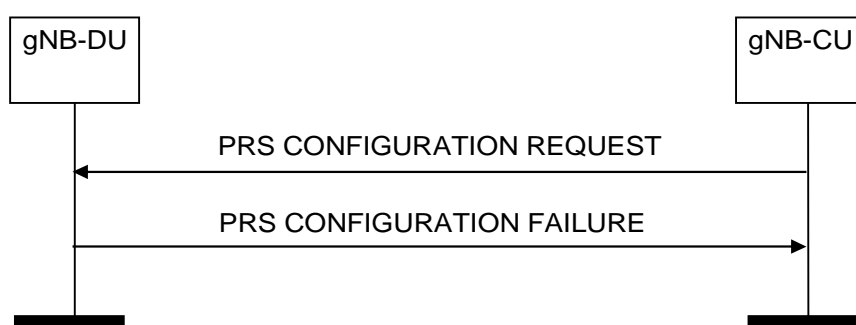 gNB-DU
gNB-CU
PRS CONFIGURATION REQUEST
PRS CONFIGURATION FAILURE